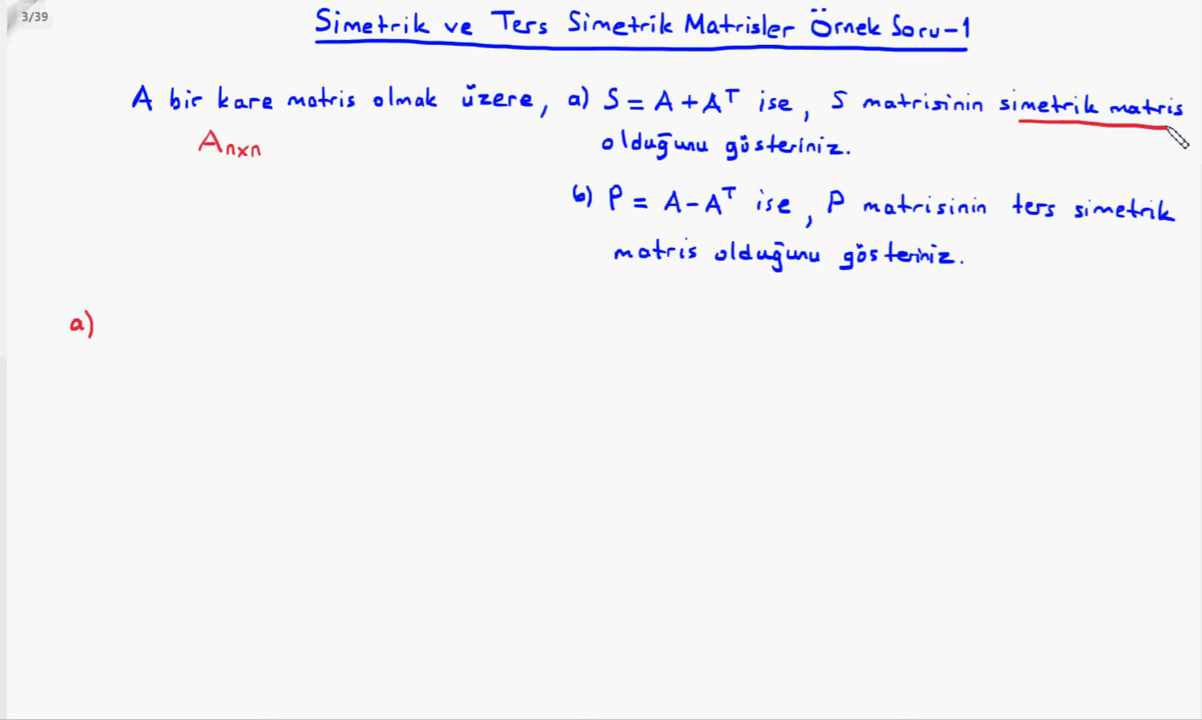 3/39
Simetrik ve Ters Simetrik Matrisler Örnek Soru-1
A bir kare matris olmak üzere, a) S = A + Aᵀ ise, S matrisinin simetrik matris
Anxn
olduğunu gösteriniz.
b) P = A - Aᵀ ise, P matrisinin ters simetrik
matris olduğunu gösteriniz.
a)